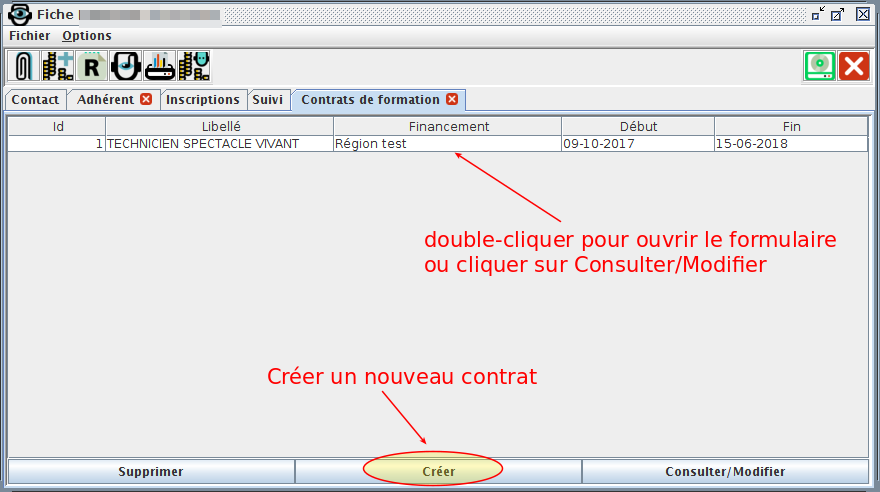 Fiche
Fichier Options
R
Contact Adhérent Inscriptions Suivi Contrats de formation
Id Libellé Financement Début Fin
1 TECHNICIEN SPECTACLE VIVANT Région test 09-10-2017 15-06-2018
double-cliquer pour ouvrir le formulaire
ou cliquer sur Consulter/Modifier
Créer un nouveau contrat
Supprimer Créer Consulter/Modifier